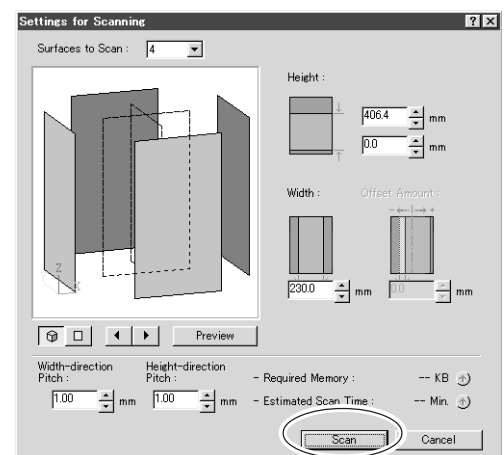 Settings for Scanning
Surfaces to Scan : 4
Height :
406.4 mm
0.0 mm
Width : Offset Amount :
- +
230.0 mm 0.0 mm
Z
X
Preview
Width-direction Pitch :
Height-direction Pitch :
1.00 mm 1.00 mm
- Required Memory : -- KB
- Estimated Scan Time : -- Min.
Scan Cancel